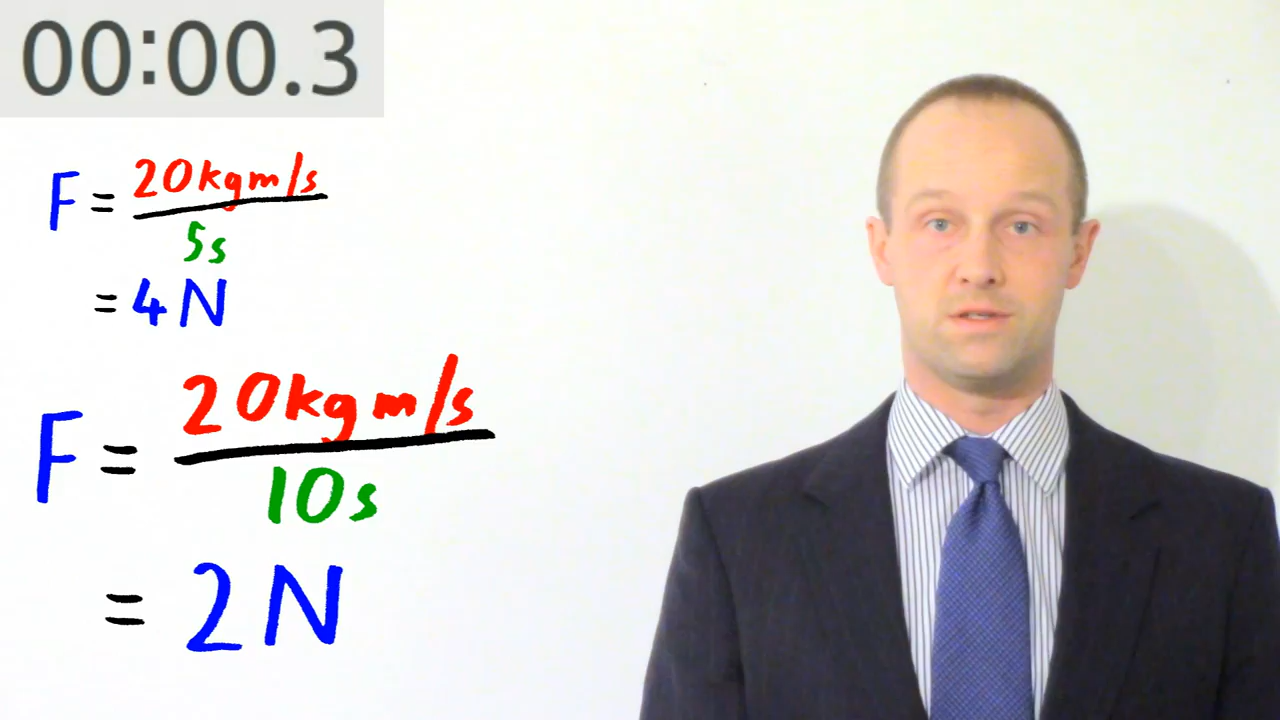 00:00.3
F = 20kgm/s
5s
= 4N
F = 20kgm/s
10s
= 2N